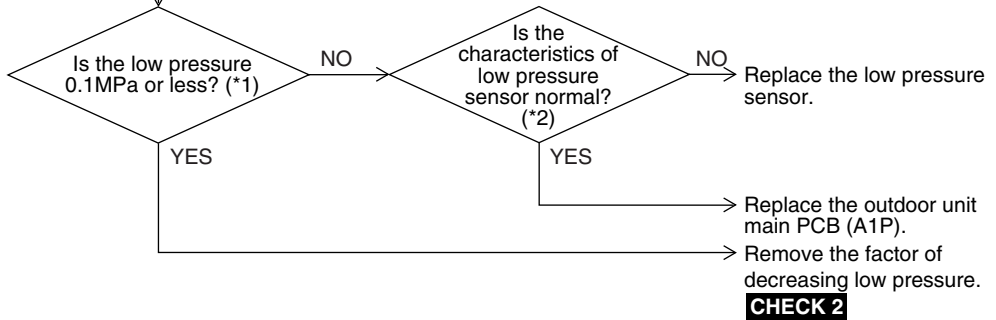 Is the low pressure
0.1MPa or less? (*1)
NO
YES
Is the
characteristics of
low pressure
sensor normal?
(*2)
NO
YES
Replace the low pressure
sensor.
Replace the outdoor unit
main PCB (A1P).
Remove the factor of
decreasing low pressure.
CHECK 2